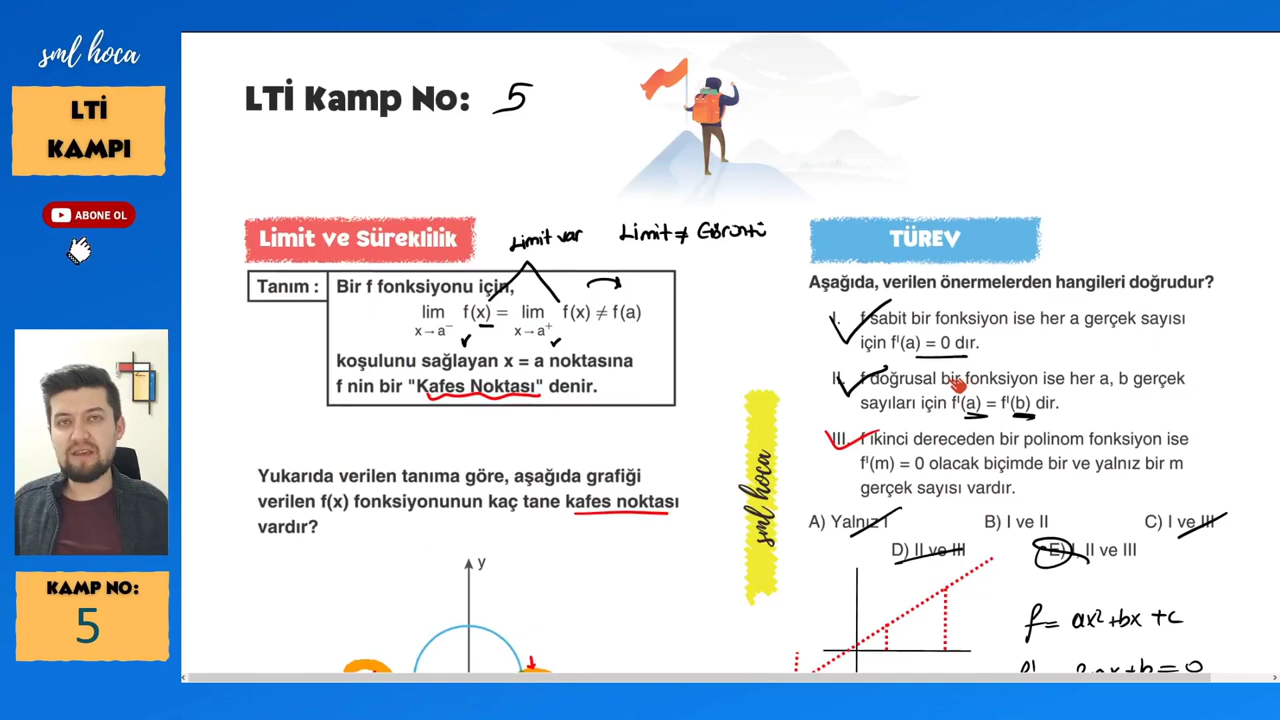 sml hoca
LTİ
KAMPI
ABONE OL
KAMP NO:
5
LTİ Kamp No: 5
Limit ve Süreklilik
Limit var
Limit ≠ Görüntü
Tanım :
Bir f fonksiyonu için,
lim f(x) = lim f(x) ≠ f(a)
x→a⁻ x→a⁺
koşulunu sağlayan x = a noktasına
f nin bir "Kafes Noktası" denir.
Yukarıda verilen tanıma göre, aşağıda grafiği
verilen f(x) fonksiyonunun kaç tane kafes noktası
vardır?
y
sml hoca
TÜREV
Aşağıda, verilen önermelerden hangileri doğrudur?
I. f sabit bir fonksiyon ise her a gerçek sayısı
için f'(a) = 0 dır.
II. f doğrusal bir fonksiyon ise her a, b gerçek
sayıları için f'(a) = f'(b) dir.
III. f ikinci dereceden bir polinom fonksiyon ise
f'(m) = 0 olacak biçimde bir ve yalnız bir m
gerçek sayısı vardır.
A) Yalnız I B) I ve II C) I ve III
D) II ve III E) I, II ve III
f = ax²+bx+c